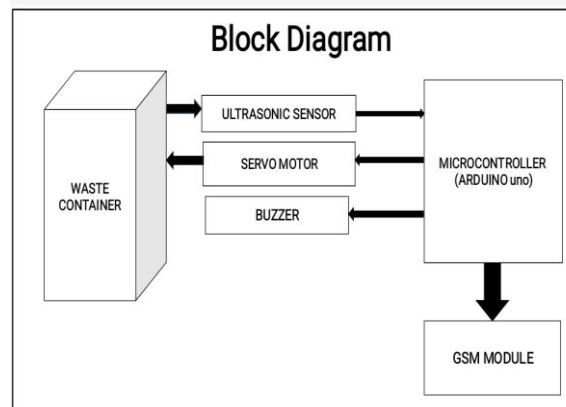 Block Diagram
ULTRASONIC SENSOR
SERVO MOTOR
BUZZER
WASTE
CONTAINER
MICROCONTROLLER
(ARDUINO uno)
GSM MODULE